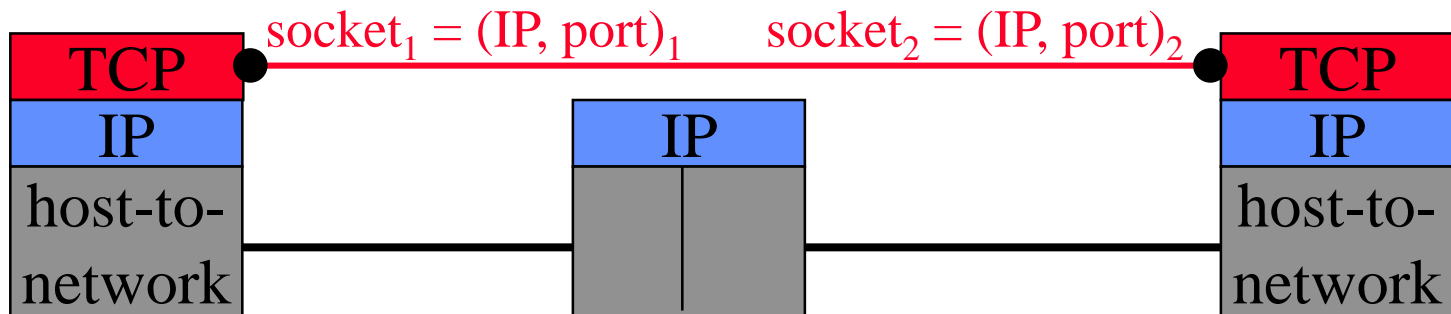 socket₁ = (IP, port)₁ socket₂ = (IP, port)₂
TCP TCP
IP IP IP
host-to- host-to-
network network